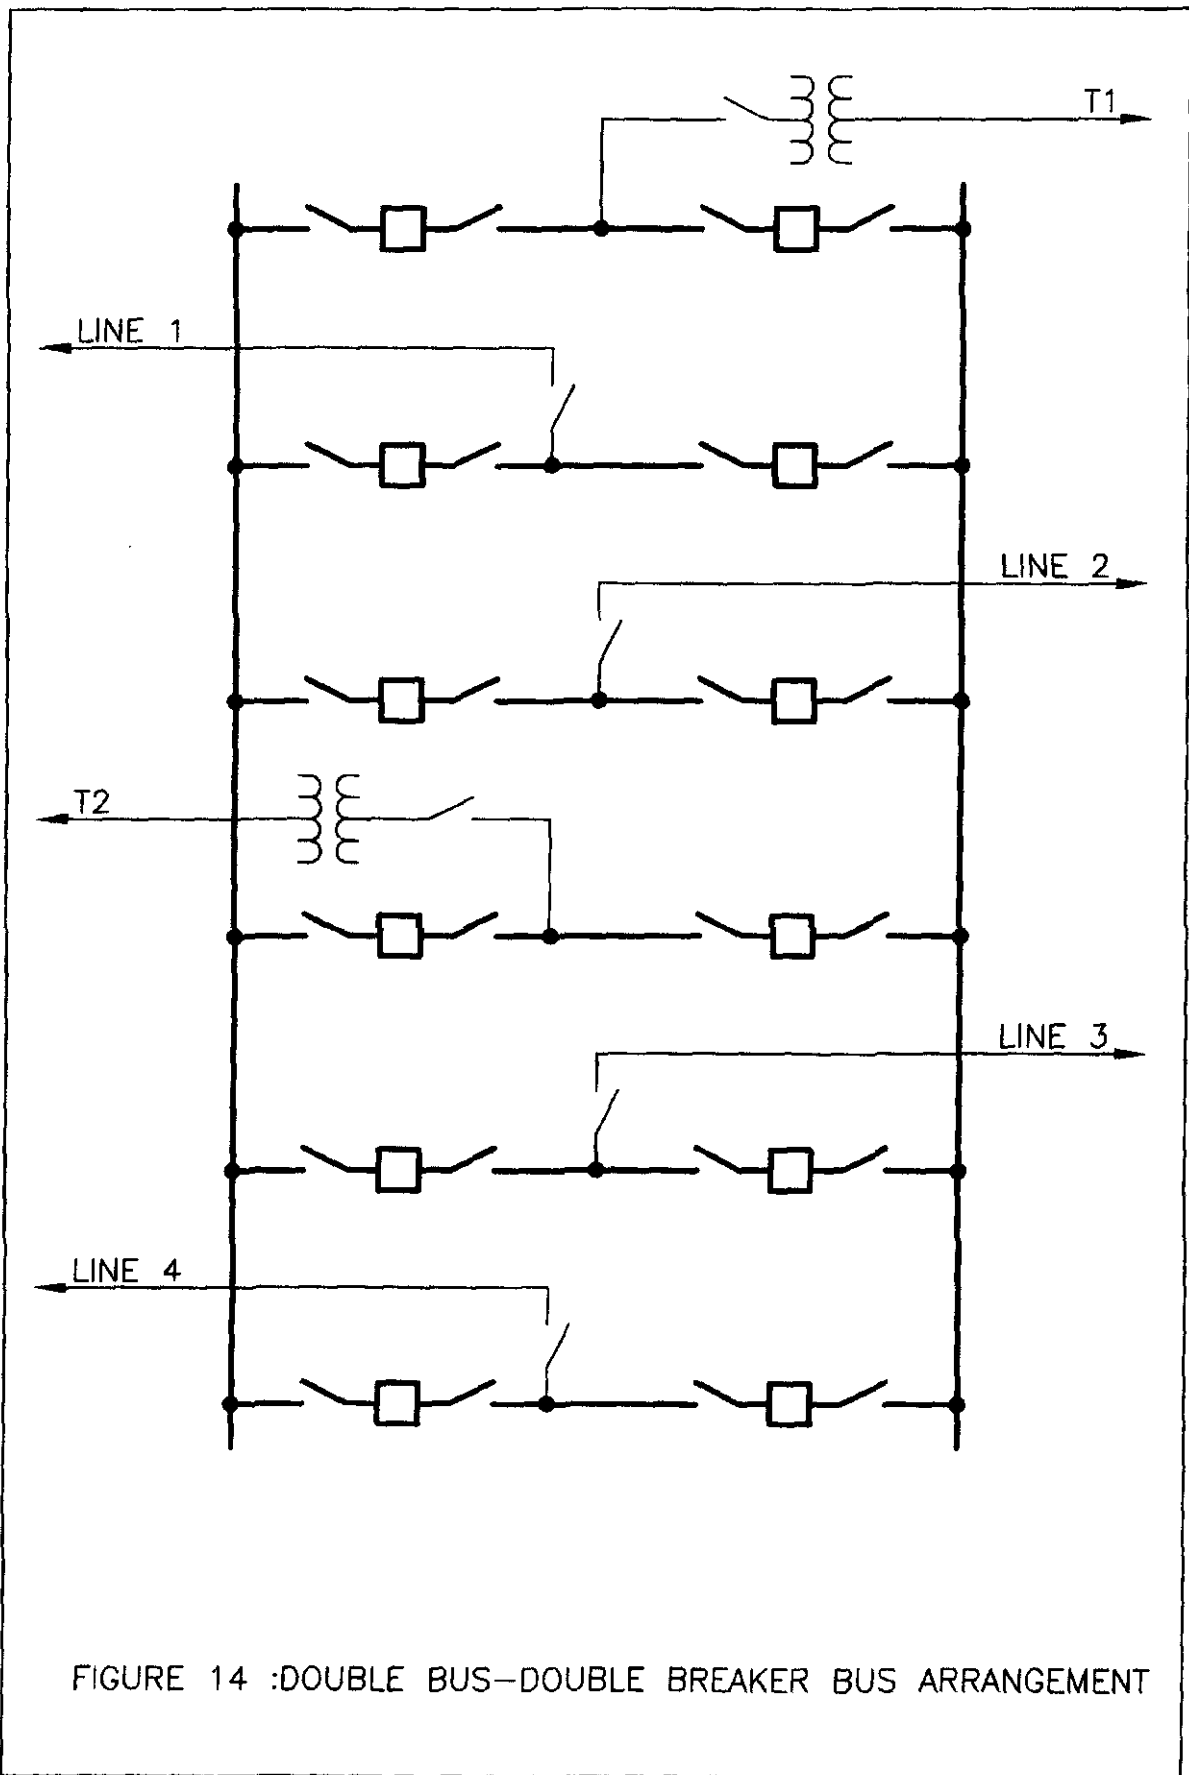 T1
LINE 1
LINE 2
T2
LINE 3
LINE 4
FIGURE 14 :DOUBLE BUS-DOUBLE BREAKER BUS ARRANGEMENT